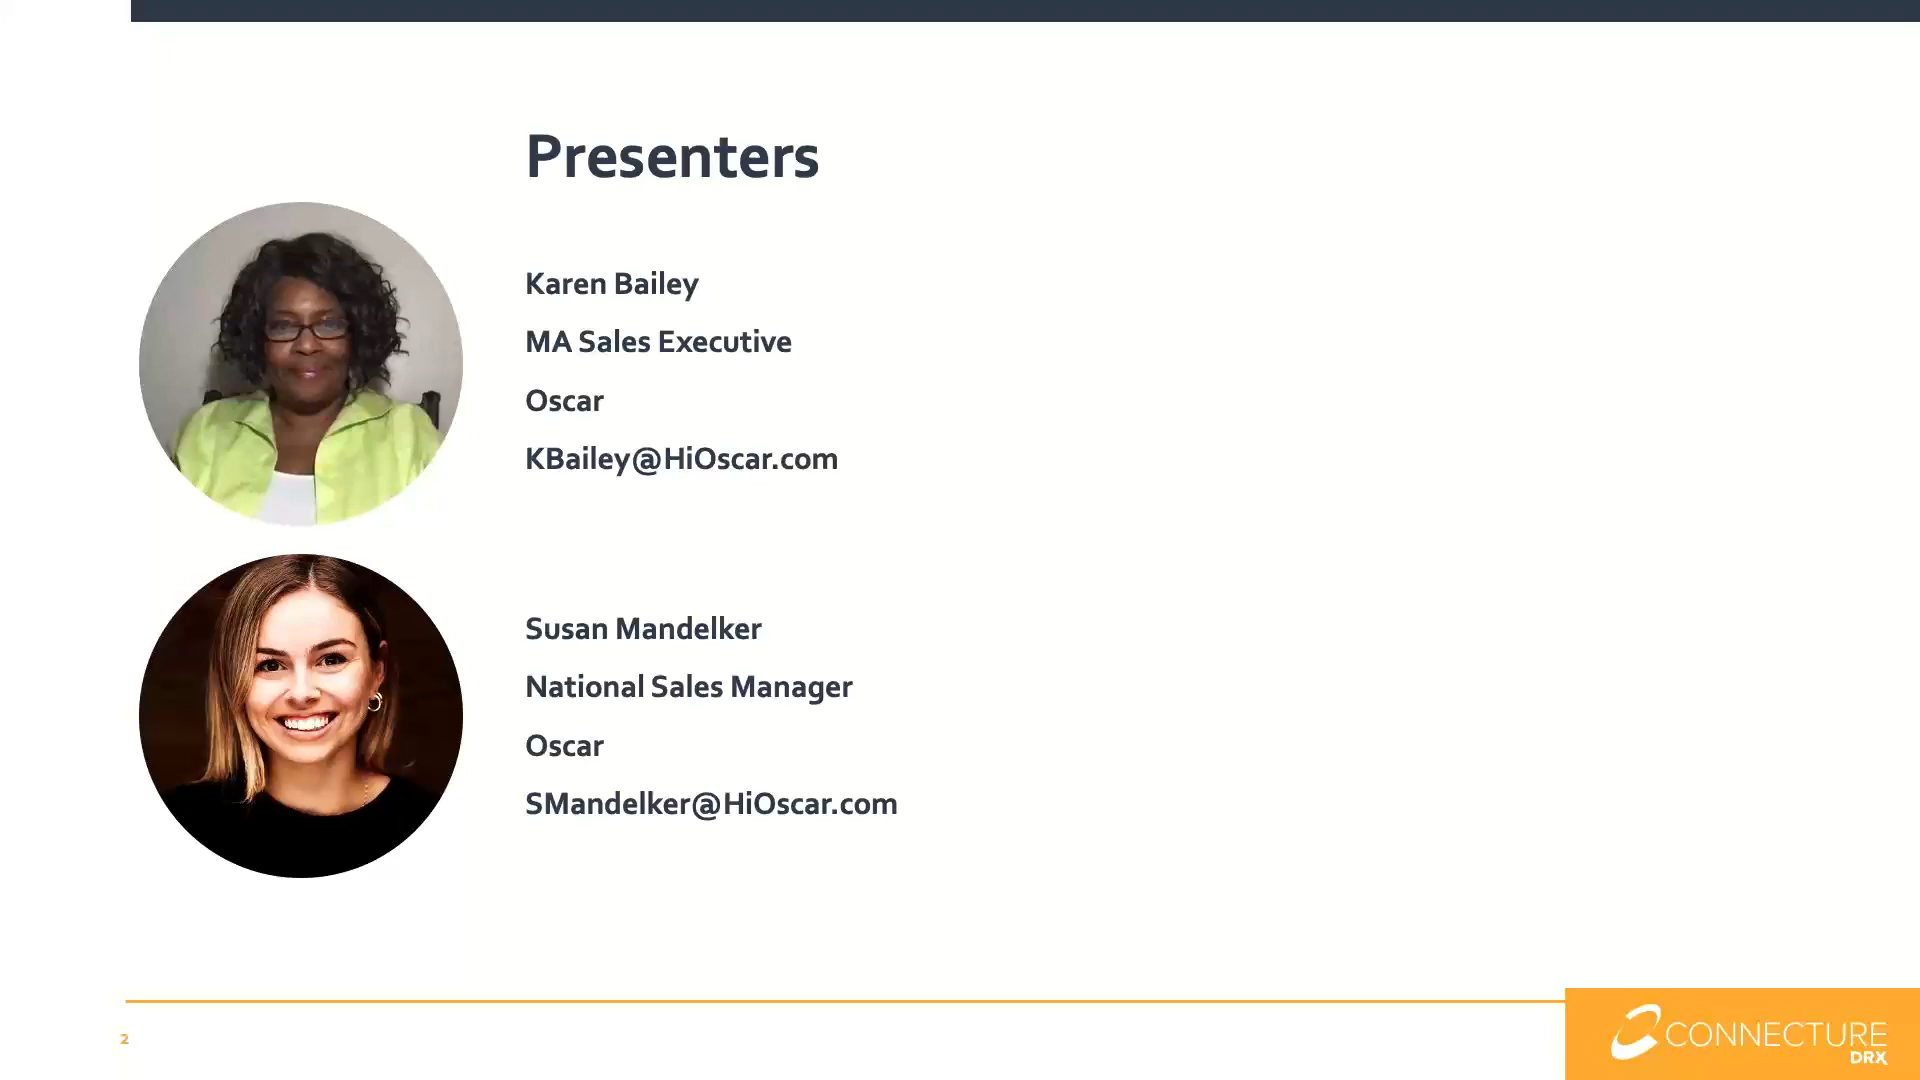 Presenters
Karen Bailey
MA Sales Executive
Oscar
KBailey@HiOscar.com
Susan Mandelker
National Sales Manager
Oscar
SMandelker@HiOscar.com
2
CONNECTURE
DRX